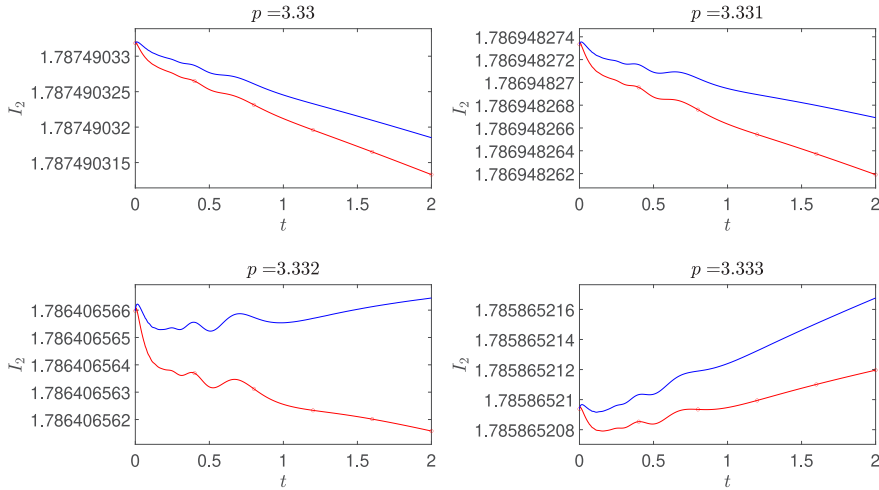 p =3.33
1.78749033
1.787490325
1.78749032
1.787490315
I₂
0 0.5 1 1.5 2
t
p =3.331
1.786948274
1.786948272
1.78694827
1.786948268
1.786948266
1.786948264
1.786948262
I₂
0 0.5 1 1.5 2
t
p =3.332
1.786406566
1.786406565
1.7864065564
1.7864065563
1.786406562
I₂
0 0.5 1 1.5 2
t
p =3.333
1.785865216
1.785865214
1.785865212
1.78586521
1.785865208
I₂
0 0.5 1 1.5 2
t